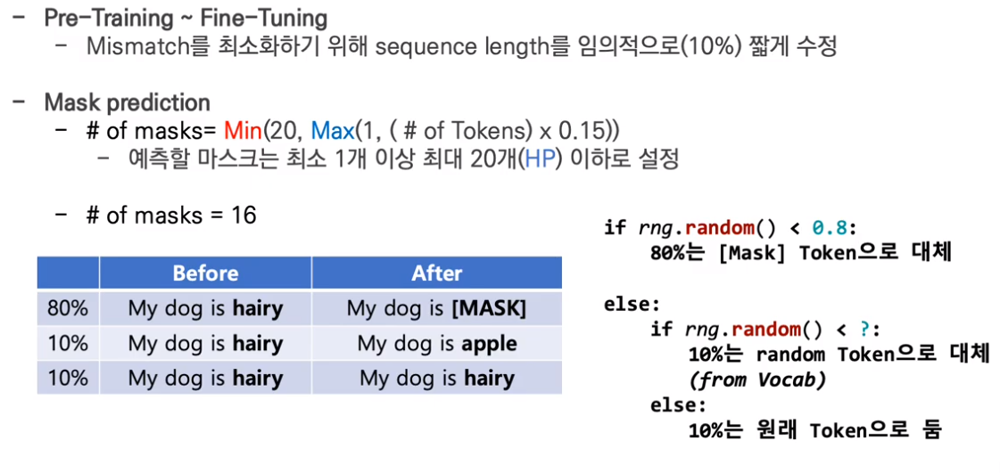 - Pre-Training ~ Fine-Tuning
- Mismatch를 최소화하기 위해 sequence length를 임의적으로(10%) 짧게 수정
- Mask prediction
- # of masks= Min(20, Max(1, ( # of Tokens) x 0.15))
- 예측할 마스크는 최소 1개 이상 최대 20개(HP) 이하로 설정
- # of masks = 16
Before After
80% My dog is hairy My dog is [MASK]
10% My dog is hairy My dog is apple
10% My dog is hairy My dog is hairy
if rng.random() < 0.8:
80%는 [Mask] Token으로 대체
else:
if rng.random() < ?:
10%는 random Token으로 대체
(from Vocab)
else:
10%는 원래 Token으로 둠